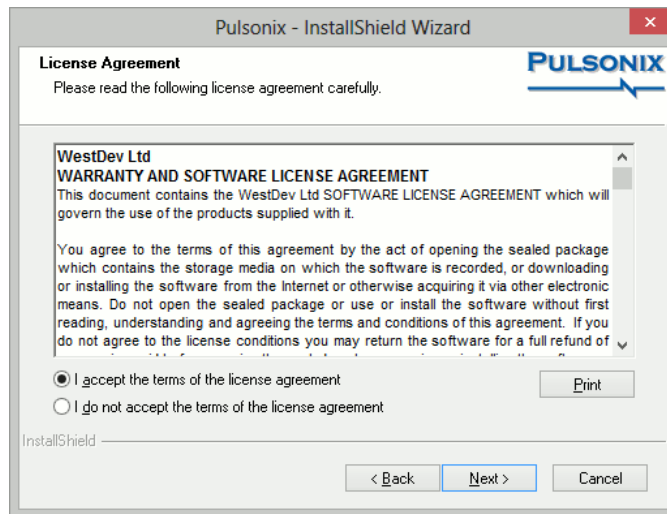 Pulsonix - InstallShield Wizard
License Agreement
Please read the following license agreement carefully.
PULSONIX
WestDev Ltd
WARRANTY AND SOFTWARE LICENSE AGREEMENT
This document contains the WestDev Ltd SOFTWARE LICENSE AGREEMENT which will
govern the use of the products supplied with it.
You agree to the terms of this agreement by the act of opening the sealed package
which contains the storage media on which the software is recorded, or downloading
or installing the software from the Internet or otherwise acquiring it via other electronic
means. Do not open the sealed package or use or install the software without first
reading, understanding and agreeing the terms and conditions of this agreement. If you
do not agree to the license conditions you may return the software for a full refund of
I accept the terms of the license agreement
Print
I do not accept the terms of the license agreement
InstallShield
< Back
Next >
Cancel